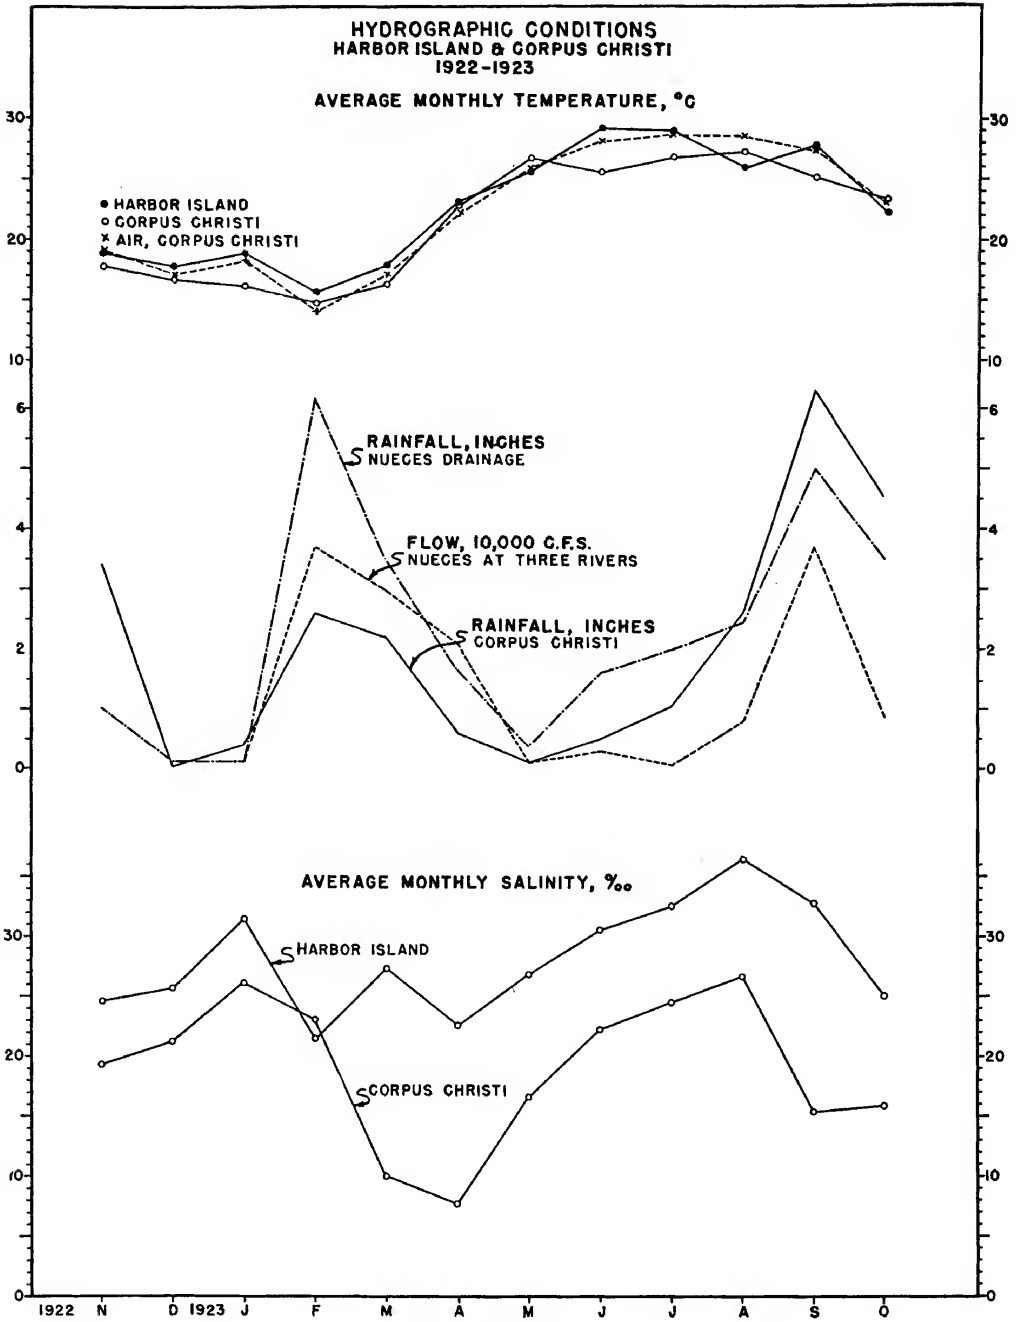 HYDROGRAPHIC CONDITIONS
HARBOR ISLAND & CORPUS CHRISTI
1922-1923
AVERAGE MONTHLY TEMPERATURE, °C
30
30
HARBOR ISLAND
CORPUS CHRISTI
AIR, CORPUS CHRISTI
20
20
10
10
6
6
RAINFALL, INCHES
NUECES DRAINAGE
4
4
FLOW, 10,000 C.F.S.
NUECES AT THREE RIVERS
RAINFALL, INCHES
CORPUS CHRISTI
2
2
0
0
AVERAGE MONTHLY SALINITY, ‰
30
30
HARBOR ISLAND
20
20
CORPUS CHRISTI
10
10
0
0
1922 N D 1923 J F M A M J J A S O